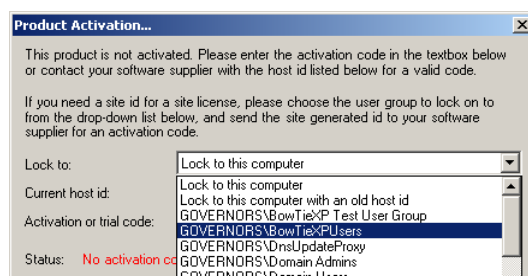 Product Activation...
This product is not activated. Please enter the activation code in the textbox below
or contact your software supplier with the host id listed below for a valid code.
If you need a site id for a site license, please choose the user group to lock on to
from the drop-down list below, and send the site generated id to your software
supplier for an activation code.
Lock to: Lock to this computer
Lock to this computer
Current host id:
Lock to this computer with an old host id
GOVERNORS\BowTieXP Test User Group
Activation or trial code:
GOVERNORS\BowTieXPUsers
GOVERNORS\DnsUpdateProxy
Status: No activation
GOVERNORS\Domain Admins
GOVERNORS\Domain Users